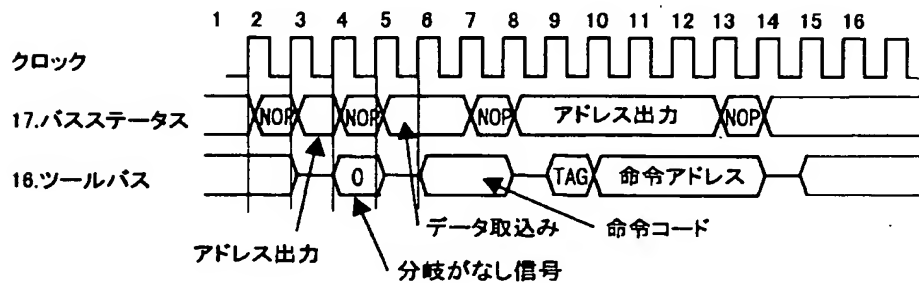 1 2 3 4 5 6 7 8 9 10 11 12 13 14 15 16
クロック
17.バスステータス NOP NOP NOP アドレス出力 NOP
16.ツールバス 0 TAG 命令アドレス
データ取込み 命令コード
アドレス出力
分岐がなし信号